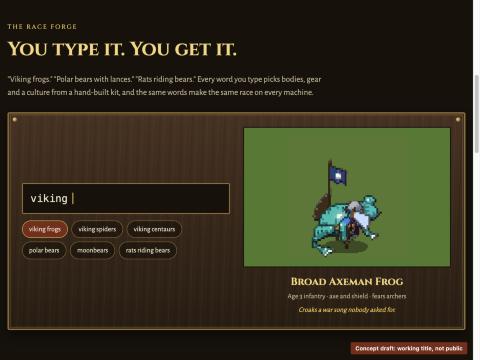 THE RACE FORGE
YOU TYPE IT. YOU GET IT.
"Viking frogs." "Polar bears with lances." "Rats riding bears." Every word you type picks bodies, gear
and a culture from a hand-built kit, and the same words make the same race on every machine.
viking
viking frogs
viking spiders
viking centaurs
polar bears
moonbears
rats riding bears
BROAD AXEMAN FROG
Age 3 infantry · axe and shield · fears archers
Croaks a war song nobody asked for.
Concept draft: working title, not public